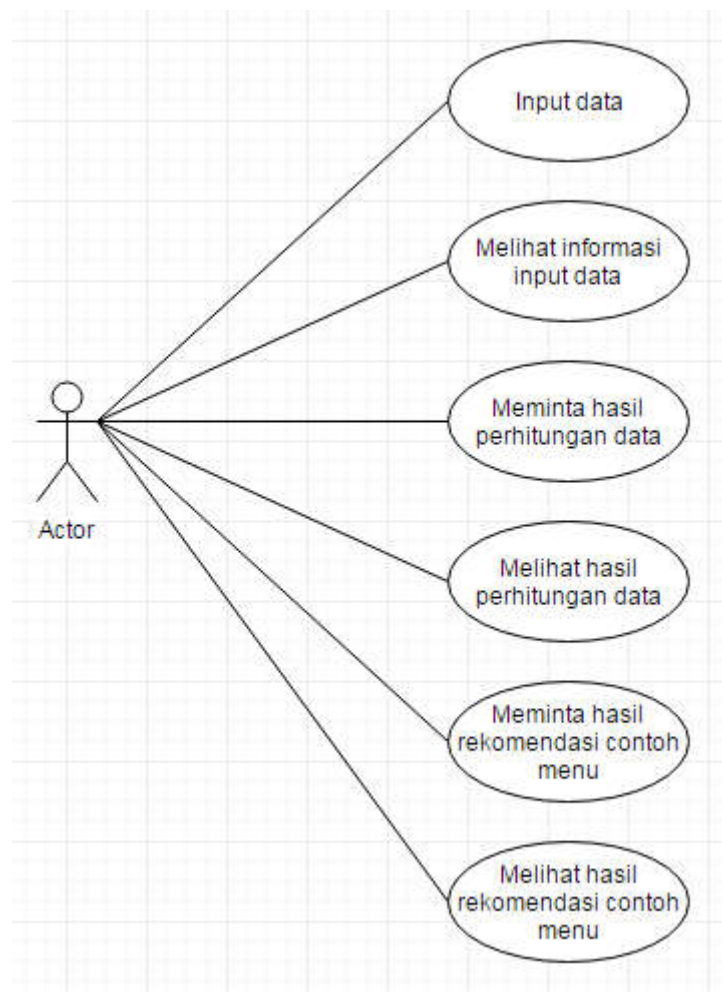 Input data
Melihat informasi
input data
Meminta hasil
perhitungan data
Actor
Melihat hasil
perhitungan data
Meminta hasil
rekomendasi contoh
menu
Melihat hasil
rekomendasi contoh
menu